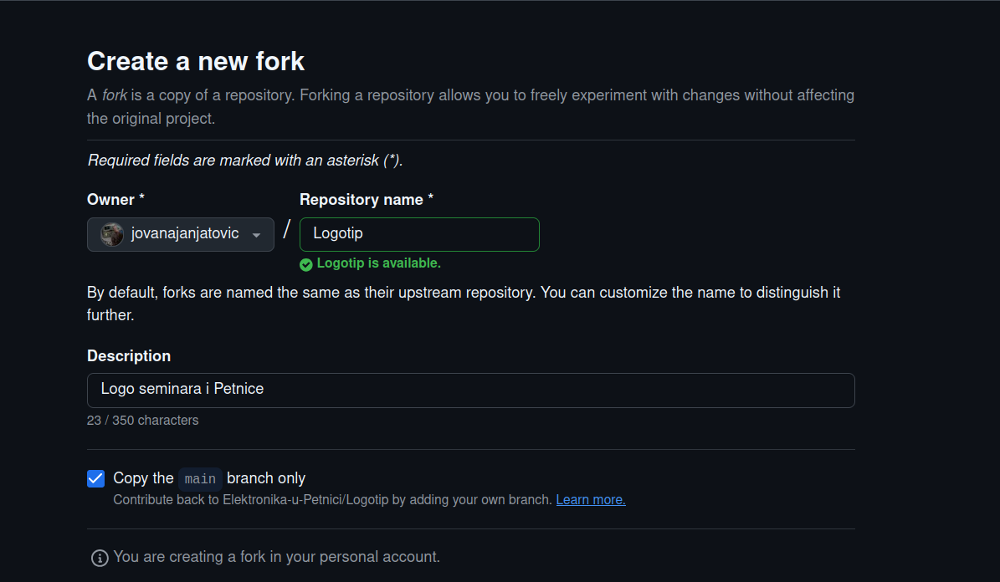 Create a new fork
A fork is a copy of a repository. Forking a repository allows you to freely experiment with changes without affecting
the original project.
Required fields are marked with an asterisk (*).
Owner *
Repository name *
jovanajanjatovic
/
Logotip
Logotip is available.
By default, forks are named the same as their upstream repository. You can customize the name to distinguish it
further.
Description
Logo seminara i Petnice
23 / 350 characters
Copy the main branch only
Contribute back to Elektronika-u-Petnici/Logotip by adding your own branch. Learn more.
You are creating a fork in your personal account.